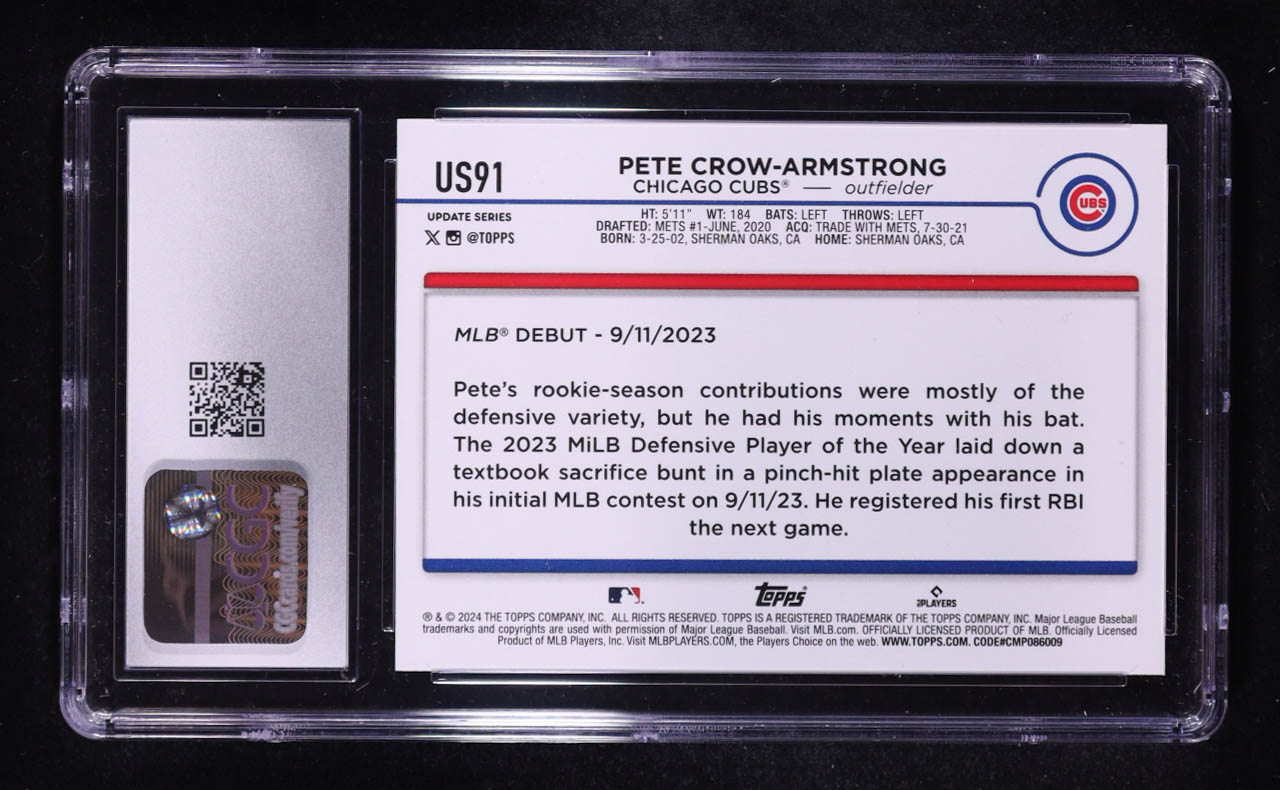 US91
PETE CROW-ARMSTRONG
CHICAGO CUBS® — outfielder
CUBS
UPDATE SERIES
X @TOPPS
HT: 5'11" WT: 184 BATS: LEFT THROWS: LEFT
DRAFTED: METS #1-JUNE, 2020 ACQ: TRADE WITH METS, 7-30-21
BORN: 3-25-02, SHERMAN OAKS, CA HOME: SHERMAN OAKS, CA
MLB® DEBUT - 9/11/2023
Pete's rookie-season contributions were mostly of the
defensive variety, but he had his moments with his bat.
The 2023 MiLB Defensive Player of the Year laid down a
textbook sacrifice bunt in a pinch-hit plate appearance in
his initial MLB contest on 9/11/23. He registered his first RBI
the next game.
Topps®
PLAYERS
® & © 2024 THE TOPPS COMPANY, INC. ALL RIGHTS RESERVED. TOPPS IS A REGISTERED TRADEMARK OF THE TOPPS COMPANY, INC. Major League Baseball
trademarks and copyrights are used with permission of Major League Baseball. Visit MLB.com. OFFICIALLY LICENSED PRODUCT OF MLB. Officially Licensed
Product of MLB Players, Inc. Visit MLBPLAYERS.COM, the Players Choice on the web. WWW.TOPPS.COM. CODE#CMP086009
CGC
CGCcards.com/verify